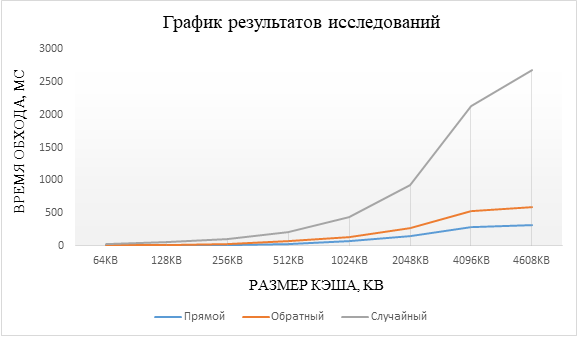 График результатов исследований
ВРЕМЯ ОБХОДА, МС
3000
2500
2000
1500
1000
500
0
64KB 128KB 256KB 512KB 1024KB 2048KB 4096KB 4608KB
РАЗМЕР КЭША, KB
Прямой Обратный Случайный